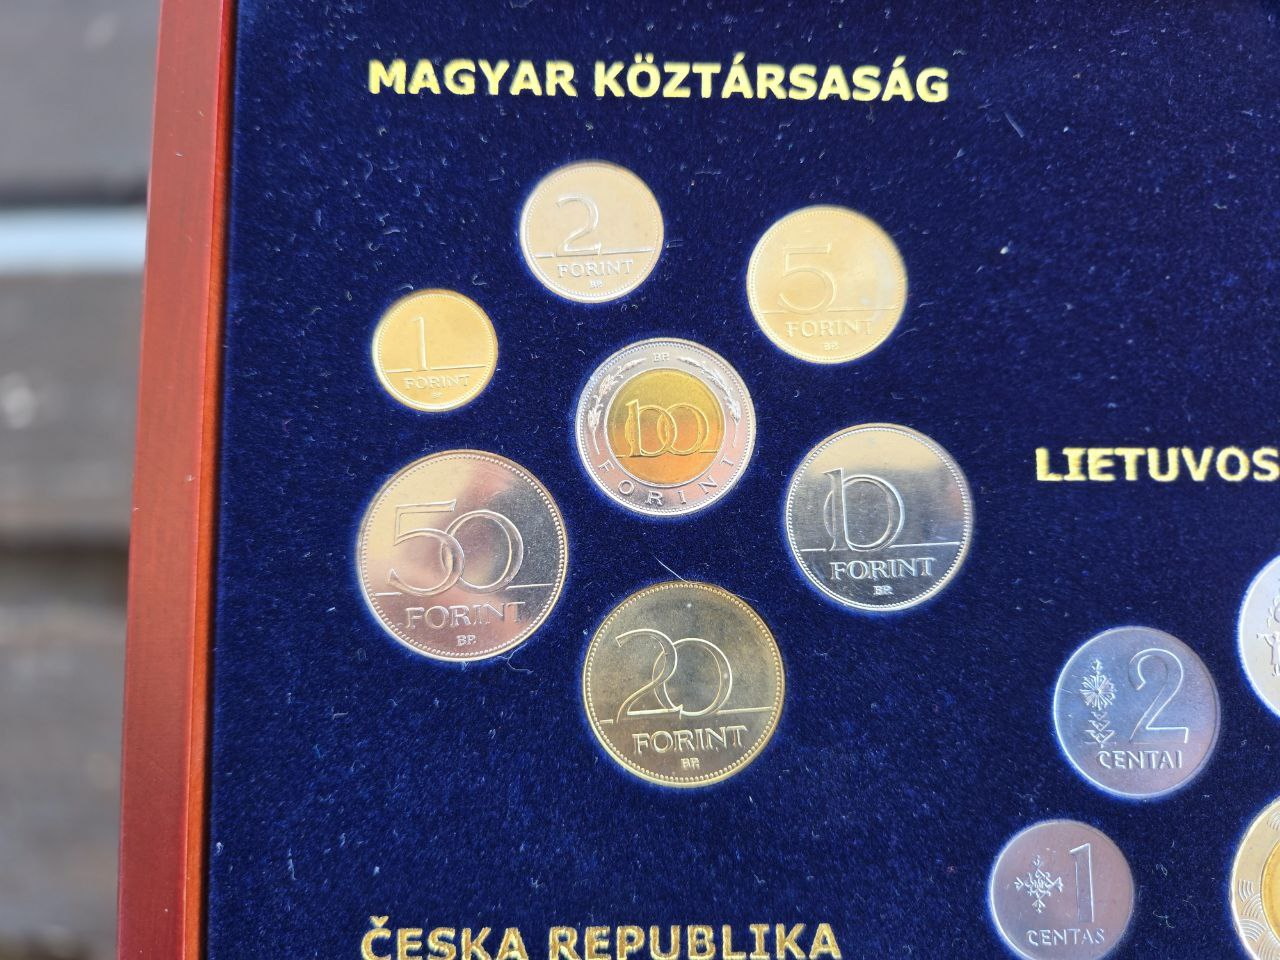 MAGYAR KÖZTÁRSASÁG
2
FORINT
BP.
5
FORINT
BP.
1
FORINT
BP.
BP.
100
FORINT
50
FORINT
BP.
10
FORINT
BP.
20
FORINT
BP.
LIETUVOS
2
CENTAI
1
CENTAS
ČESKA REPUBLIKA